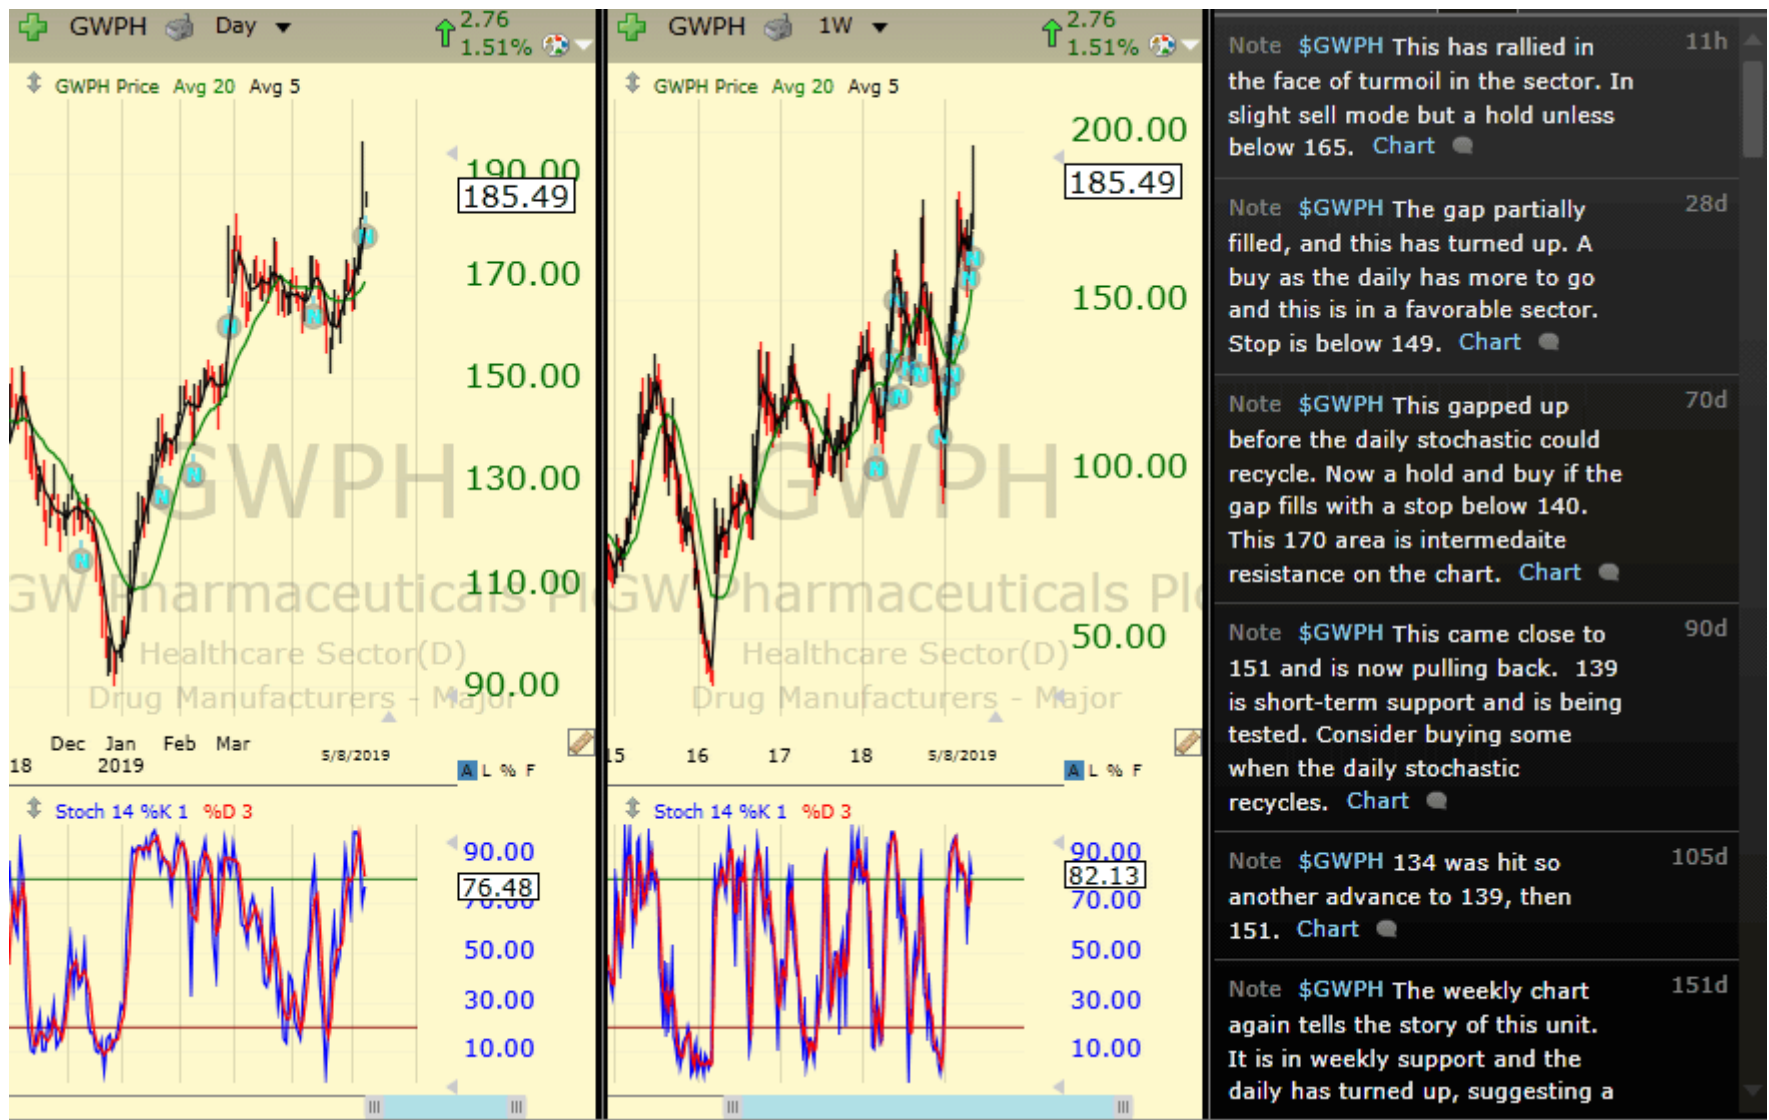 GWPH Day
2.76
1.51%
GWPH Price Avg 20 Avg 5
190.00
185.49
170.00
150.00
130.00
110.00
90.00
GWPH
GW Pharmaceuticals Plc
Healthcare Sector(D)
Drug Manufacturers - Major
Dec Jan Feb Mar
18 2019 5/8/2019
A L % F
Stoch 14 %K 1 %D 3
90.00
76.48
70.00
50.00
30.00
10.00
GWPH 1W
2.76
1.51%
GWPH Price Avg 20 Avg 5
200.00
185.49
150.00
100.00
50.00
GWPH
GW Pharmaceuticals Plc
Healthcare Sector(D)
Drug Manufacturers - Major
15 16 17 18 5/8/2019
A L % F
Stoch 14 %K 1 %D 3
90.00
82.13
70.00
50.00
30.00
10.00
Note $GWPH This has rallied in 11h
the face of turmoil in the sector. In
slight sell mode but a hold unless
below 165. Chart
Note $GWPH The gap partially 28d
filled, and this has turned up. A
buy as the daily has more to go
and this is in a favorable sector.
Stop is below 149. Chart
Note $GWPH This gapped up 70d
before the daily stochastic could
recycle. Now a hold and buy if the
gap fills with a stop below 140.
This 170 area is intermedaite
resistance on the chart. Chart
Note $GWPH This came close to 90d
151 and is now pulling back. 139
is short-term support and is being
tested. Consider buying some
when the daily stochastic
recycles. Chart
Note $GWPH 134 was hit so 105d
another advance to 139, then
151. Chart
Note $GWPH The weekly chart 151d
again tells the story of this unit.
It is in weekly support and the
daily has turned up, suggesting a